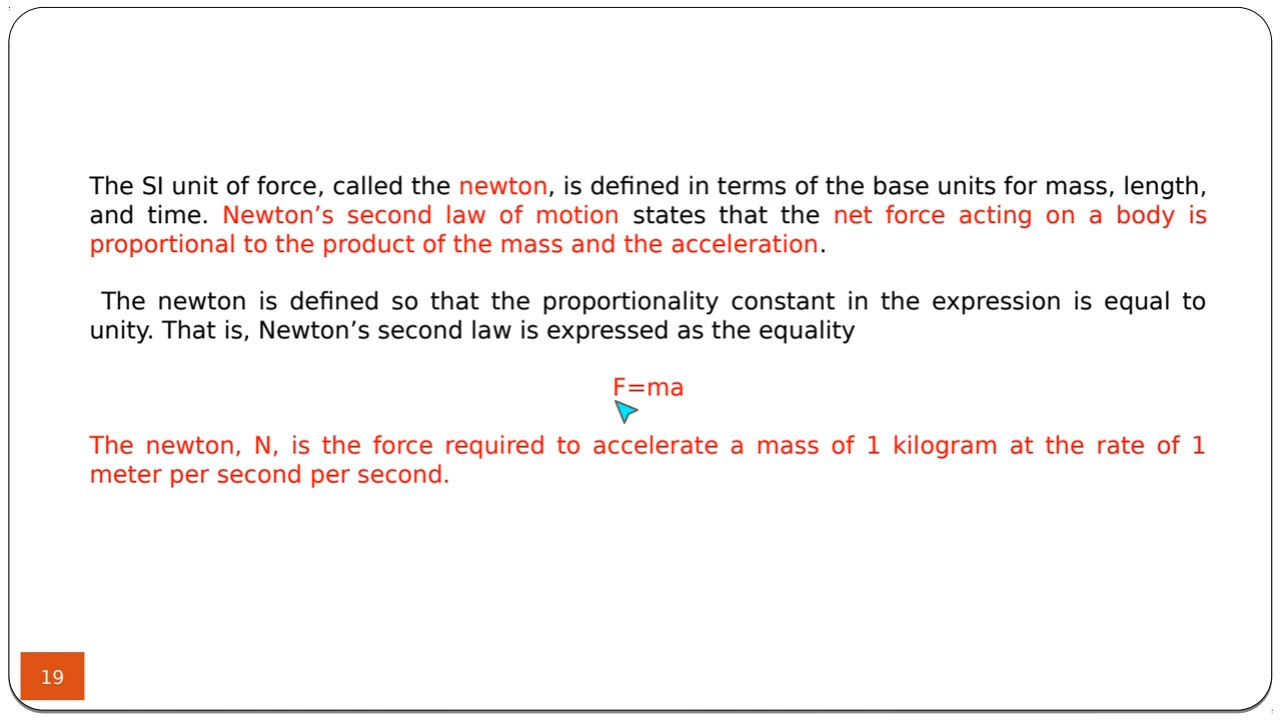 The SI unit of force, called the newton, is defined in terms of the base units for mass, length,
and time. Newton’s second law of motion states that the net force acting on a body is
proportional to the product of the mass and the acceleration.
The newton is defined so that the proportionality constant in the expression is equal to
unity. That is, Newton’s second law is expressed as the equality
F=ma
The newton, N, is the force required to accelerate a mass of 1 kilogram at the rate of 1
meter per second per second.
19